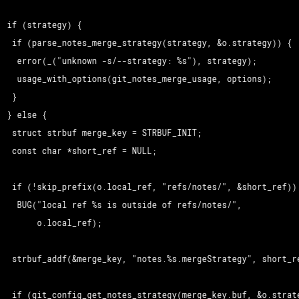 if (strategy) {
if (parse_notes_merge_strategy(strategy, &o.strategy)) {
error(_("unknown -s/--strategy: %s"), strategy);
usage_with_options(git_notes_merge_usage, options);
}
} else {
struct strbuf merge_key = STRBUF_INIT;
const char *short_ref = NULL;
if (!skip_prefix(o.local_ref, "refs/notes/", &short_ref))
BUG("local ref %s is outside of refs/notes/",
o.local_ref);
strbuf_addf(&merge_key, "notes.%s.mergeStrategy", short_re
if (git_config_get_notes_strategy(merge_key.buf, &o.strate